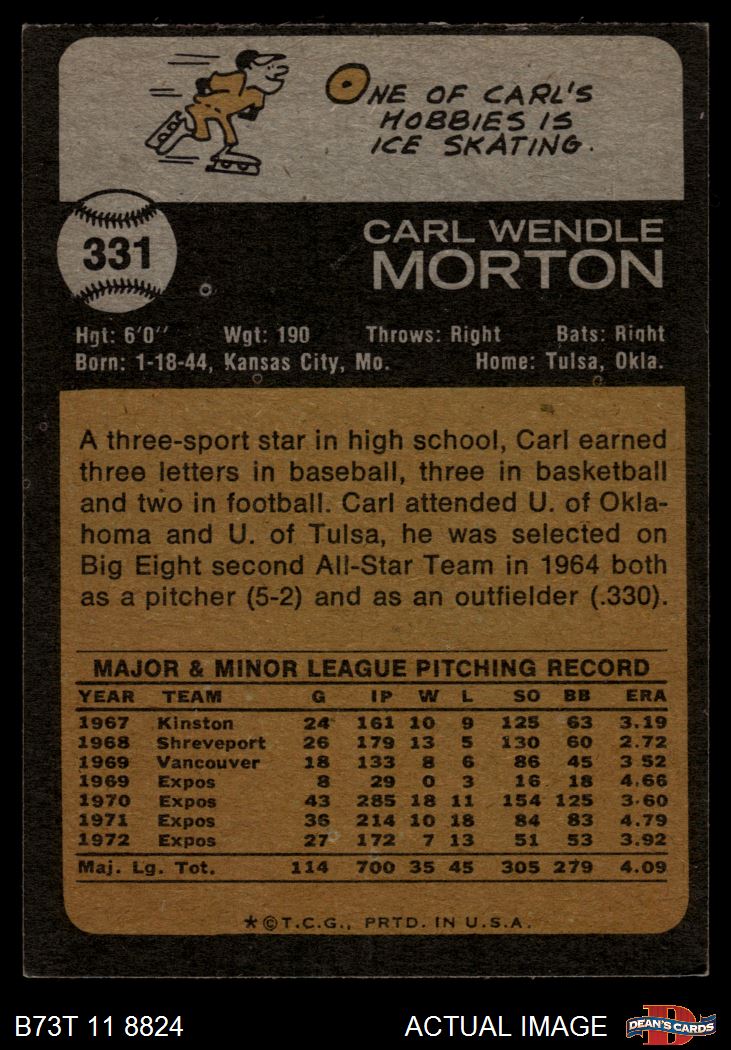 ONE OF CARL'S
HOBBIES IS
ICE SKATING.
331
CARL WENDLE
MORTON
Hgt: 6'0" Wgt: 190 Throws: Right Bats: Right
Born: 1-18-44, Kansas City, Mo. Home: Tulsa, Okla.
A three-sport star in high school, Carl earned
three letters in baseball, three in basketball
and two in football. Carl attended U. of Okla-
homa and U. of Tulsa, he was selected on
Big Eight second All-Star Team in 1964 both
as a pitcher (5-2) and as an outfielder (.330).
MAJOR & MINOR LEAGUE PITCHING RECORD
YEAR TEAM G IP W L SO BB ERA
1967 Kinston 24 161 10 9 125 63 3.19
1968 Shreveport 26 179 13 5 130 60 2.72
1969 Vancouver 18 133 8 6 86 45 3.52
1969 Expos 8 29 0 3 16 18 4.66
1970 Expos 43 285 18 11 154 125 3.60
1971 Expos 36 214 10 18 84 83 4.79
1972 Expos 27 172 7 13 51 53 3.92
Maj. Lg. Tot. 114 700 35 45 305 279 4.09
*©T.C.G., PRTD. IN U.S.A.
B73T 11 8824 ACTUAL IMAGE
D
DEAN'S CARDS